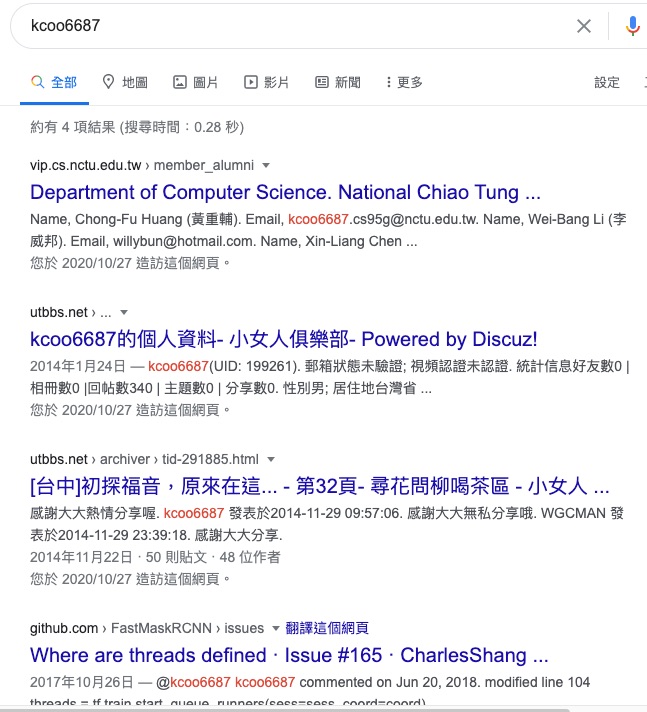 kcoo6687
全部 地圖 圖片 影片 新聞 更多 設定
約有 4 項結果 (搜尋時間：0.28 秒)
vip.cs.nctu.edu.tw › member_alumni
Department of Computer Science. National Chiao Tung ...
Name, Chong-Fu Huang (黃重輔). Email, kcoo6687.cs95g@nctu.edu.tw. Name, Wei-Bang Li (李
威邦). Email, willybun@hotmail.com. Name, Xin-Liang Chen ...
您於 2020/10/27 造訪這個網頁。
utbbs.net › ...
kcoo6687的個人資料- 小女人俱樂部- Powered by Discuz!
2014年1月24日 — kcoo6687(UID: 199261). 郵箱狀態未驗證; 視頻認證未認證. 統計信息好友數0 |
相冊數0 |回帖數340 | 主題數0 | 分享數0. 性別男; 居住地台灣省 ...
您於 2020/10/27 造訪這個網頁。
utbbs.net › archiver › tid-291885.html
[台中]初探福音，原來在這... - 第32頁- 尋花問柳喝茶區 - 小女人 ...
感謝大大熱情分享喔. kcoo6687 發表於2014-11-29 09:57:06. 感謝大大無私分享哦. WGCMAN 發
表於2014-11-29 23:39:18. 感謝大大分享.
2014年11月22日 · 50 則貼文 · 48 位作者
您於 2020/10/27 造訪這個網頁。
github.com › FastMaskRCNN › issues 翻譯這個網頁
Where are threads defined · Issue #165 · CharlesShang ...
2017年10月26日 — @kcoo6687 kcoo6687 commented on Jun 20, 2018. modified line 104
threads = tf.train.start_queue_runners(sess=sess, coord=coord)